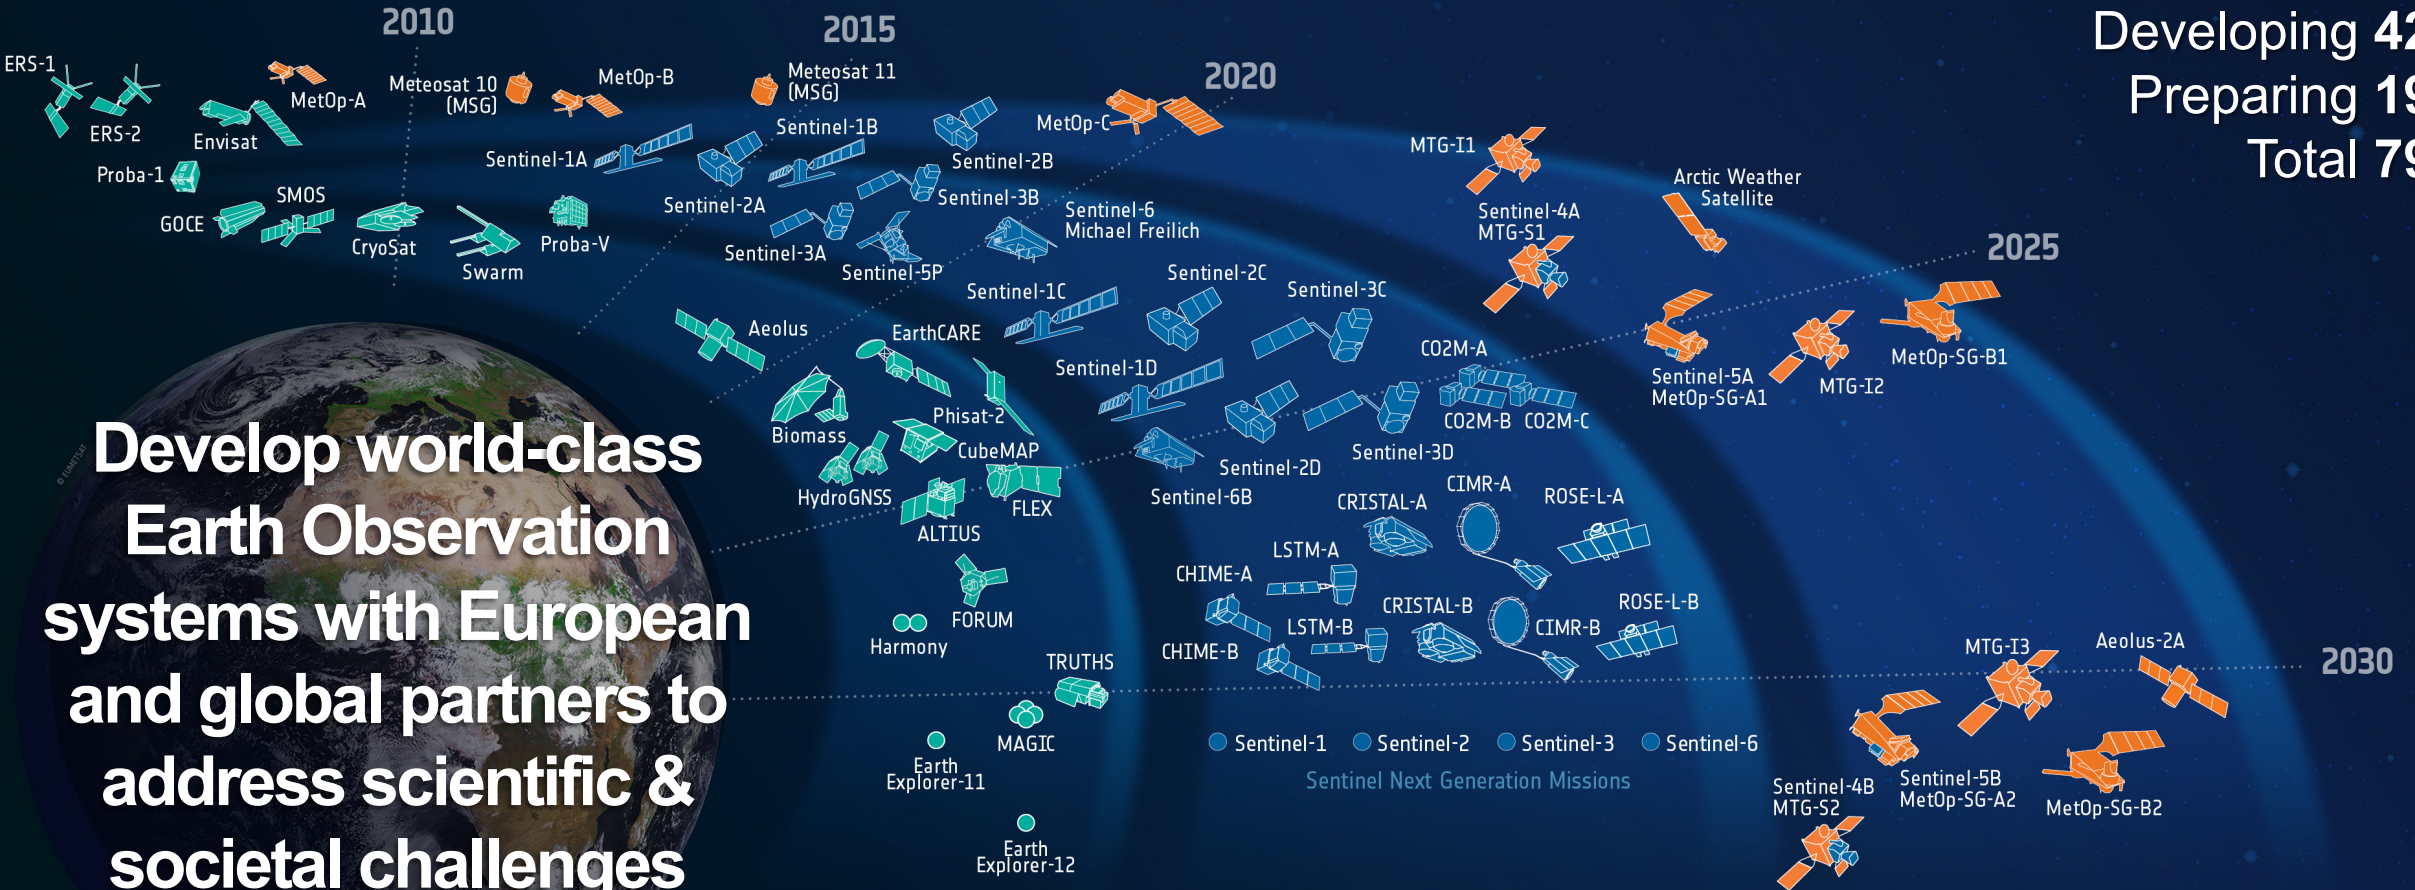 2010
2015
2020
2025
2030
Developing 42
Preparing 19
Total 79
ERS-1
ERS-2
MetOp-A
Envisat
Proba-1
GOCE
SMOS
CryoSat
Swarm
Proba-V
Meteosat 10
(MSG)
MetOp-B
Meteosat 11
(MSG)
Sentinel-1A
Sentinel-2A
Sentinel-1B
Sentinel-2B
Sentinel-3B
Sentinel-3A
Sentinel-5P
MetOp-C
Sentinel-6
Michael Freilich
MTG-I1
Sentinel-4A
MTG-S1
Arctic Weather
Satellite
Sentinel-1C
Sentinel-2C
Sentinel-3C
Aeolus
EarthCARE
Biomass
Phisat-2
CubeMAP
HydroGNSS
FLEX
ALTIUS
Sentinel-1D
Sentinel-2D
Sentinel-3D
Sentinel-6B
CO2M-A
CO2M-B
CO2M-C
Sentinel-5A
MetOp-SG-A1
MTG-I2
MetOp-SG-B1
CRISTAL-A
CIMR-A
ROSE-L-A
LSTM-A
CHIME-A
CRISTAL-B
CIMR-B
ROSE-L-B
LSTM-B
CHIME-B
FORUM
Harmony
TRUTHS
MAGIC
Earth
Explorer-11
Earth
Explorer-12
Sentinel-1
Sentinel-2
Sentinel-3
Sentinel-6
Sentinel Next Generation Missions
MTG-I3
Aeolus-2A
Sentinel-4B
MTG-S2
Sentinel-5B
MetOp-SG-A2
MetOp-SG-B2
© EUMETSAT
Develop world-class
Earth Observation
systems with European
and global partners to
address scientific &
societal challenges